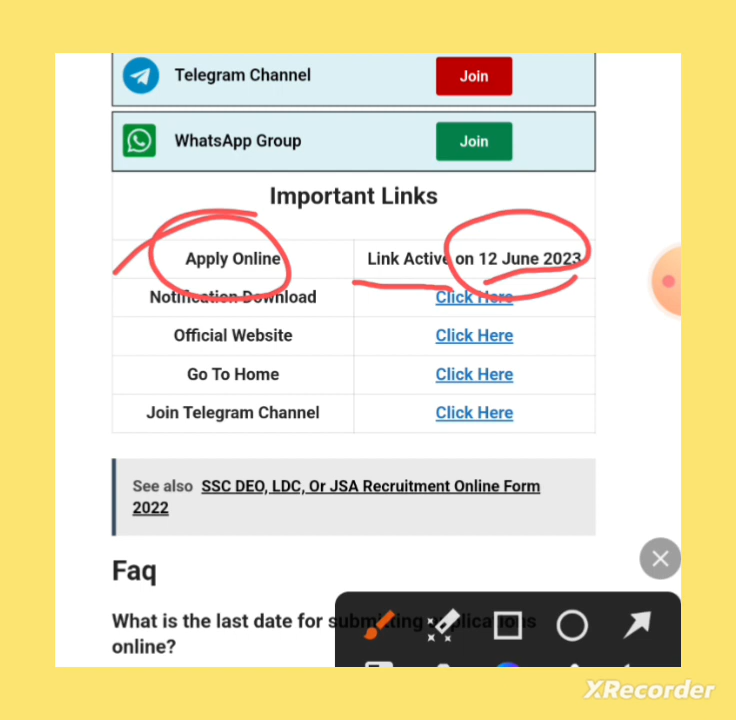 Telegram Channel Join
WhatsApp Group Join
Important Links
Apply Online Link Active on 12 June 2023
Notification Download Click Here
Official Website Click Here
Go To Home Click Here
Join Telegram Channel Click Here
See also SSC DEO, LDC, Or JSA Recruitment Online Form
2022
Faq
What is the last date for submitting applications
online?
XRecorder